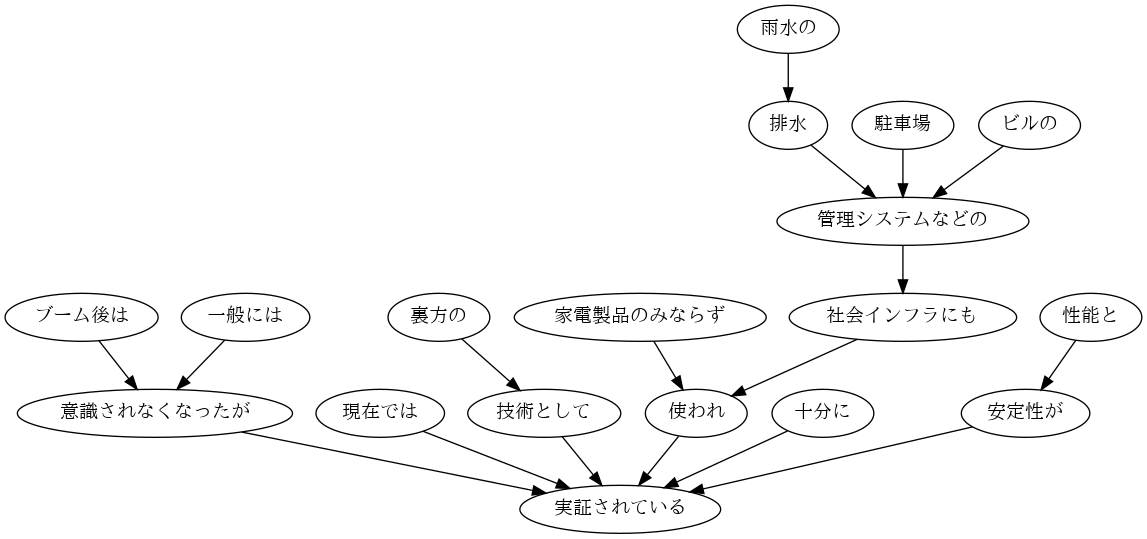 雨水の
排水
駐車場
ビルの
管理システムなどの
ブーム後は
一般には
裏方の
家電製品のみならず
社会インフラにも
性能と
意識されなくなったが
現在では
技術として
使われ
十分に
安定性が
実証されている